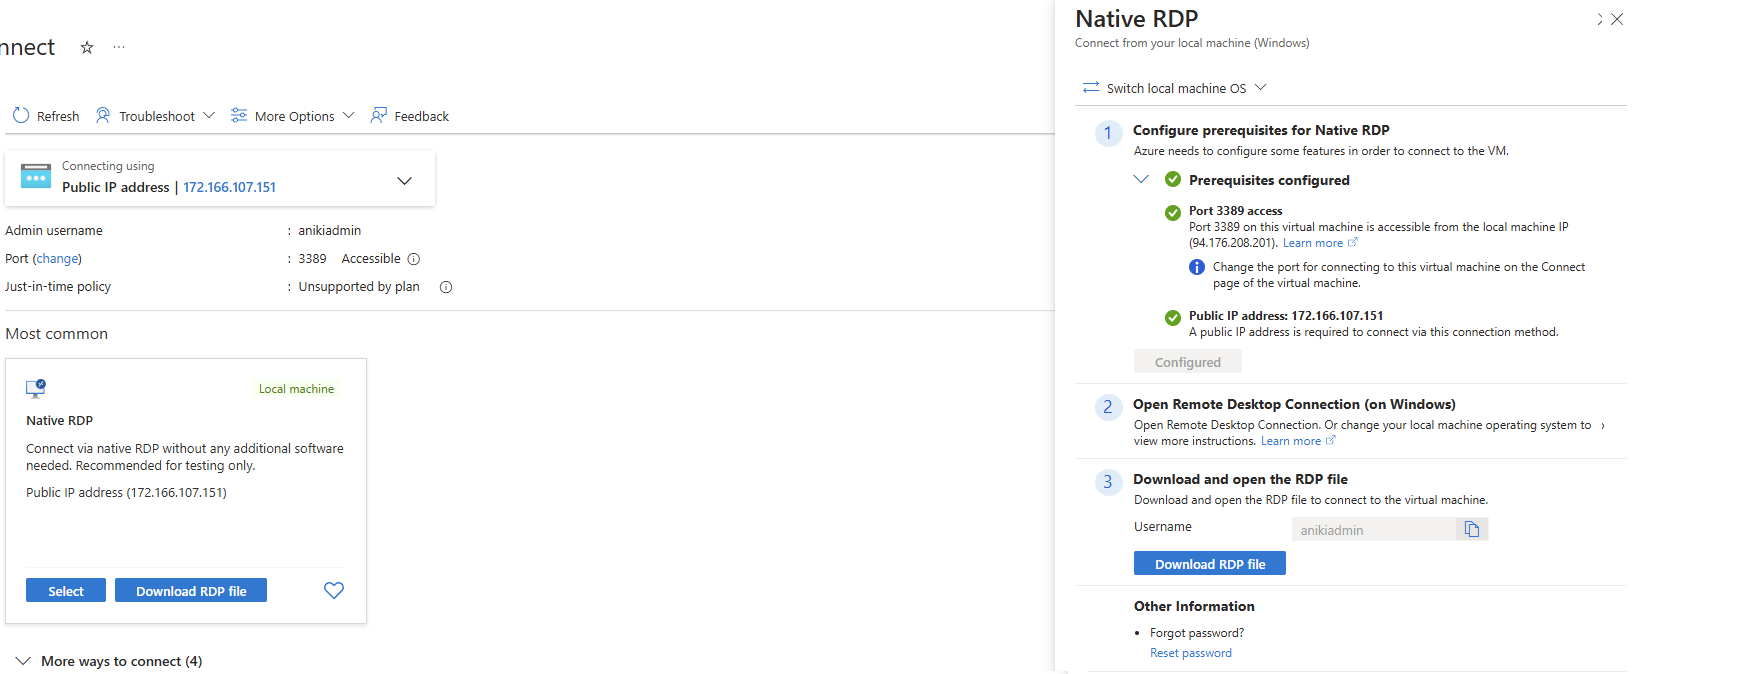 nnect
Refresh Troubleshoot More Options Feedback
Connecting using
Public IP address | 172.166.107.151
Admin username : anikiadmin
Port (change) : 3389 Accessible
Just-in-time policy : Unsupported by plan
Most common
Local machine
Native RDP
Connect via native RDP without any additional software
needed. Recommended for testing only.
Public IP address (172.166.107.151)
Select Download RDP file
More ways to connect (4)
Native RDP
Connect from your local machine (Windows)
Switch local machine OS
1 Configure prerequisites for Native RDP
Azure needs to configure some features in order to connect to the VM.
Prerequisites configured
Port 3389 access
Port 3389 on this virtual machine is accessible from the local machine IP
(94.176.208.201). Learn more
Change the port for connecting to this virtual machine on the Connect
page of the virtual machine.
Public IP address: 172.166.107.151
A public IP address is required to connect via this connection method.
Configured
2 Open Remote Desktop Connection (on Windows)
Open Remote Desktop Connection. Or change your local machine operating system to
view more instructions. Learn more
3 Download and open the RDP file
Download and open the RDP file to connect to the virtual machine.
Username anikiadmin
Download RDP file
Other Information
• Forgot password?
Reset password